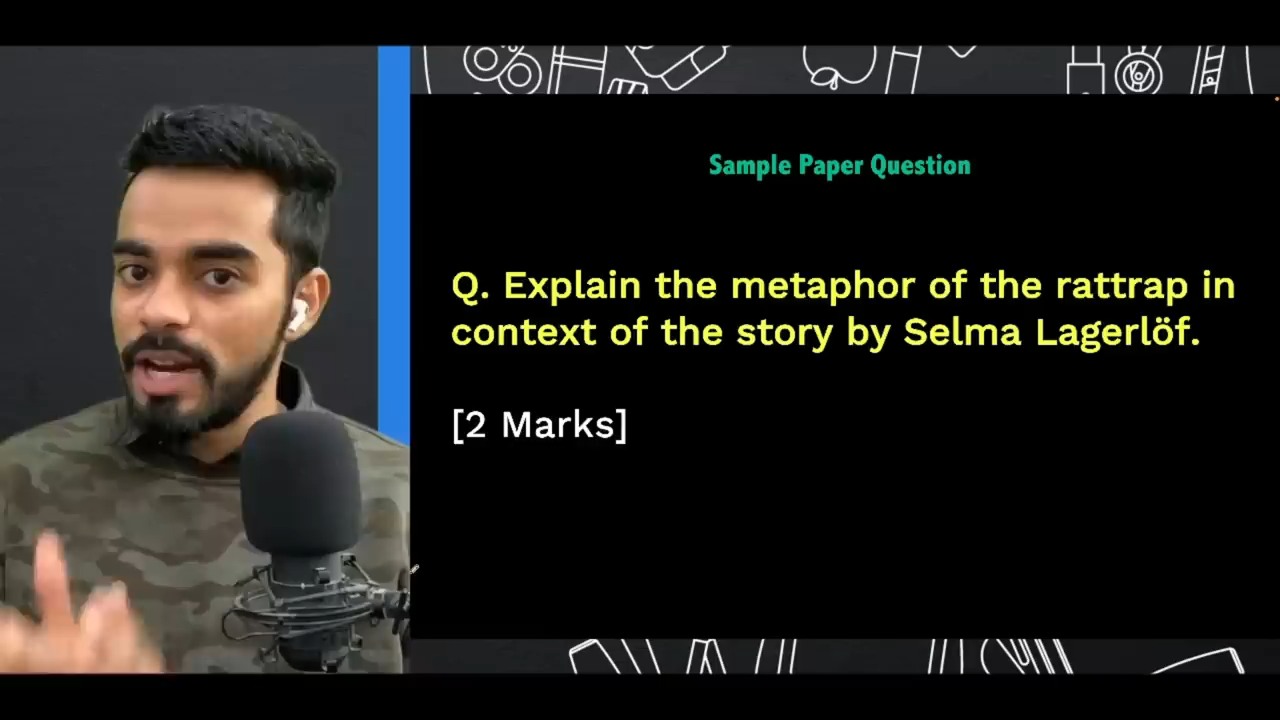 Sample Paper Question
Q. Explain the metaphor of the rattrap in
context of the story by Selma Lagerlöf.
[2 Marks]